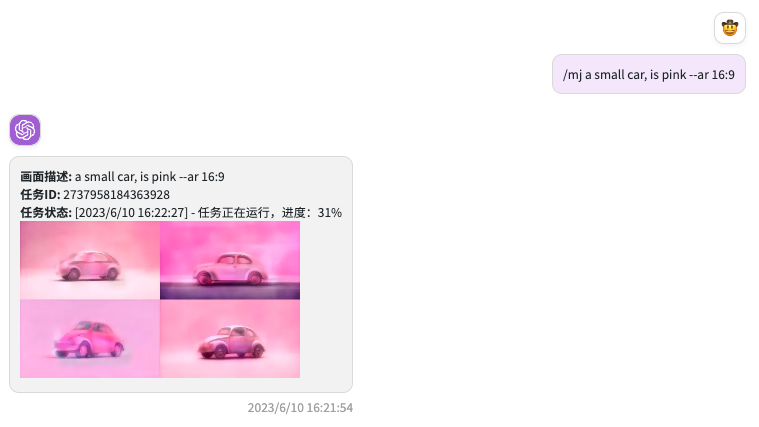 /mj a small car, is pink --ar 16:9
画面描述: a small car, is pink --ar 16:9
任务ID: 2737958184363928
任务状态: [2023/6/10 16:22:27] - 任务正在运行，进度：31%
2023/6/10 16:21:54